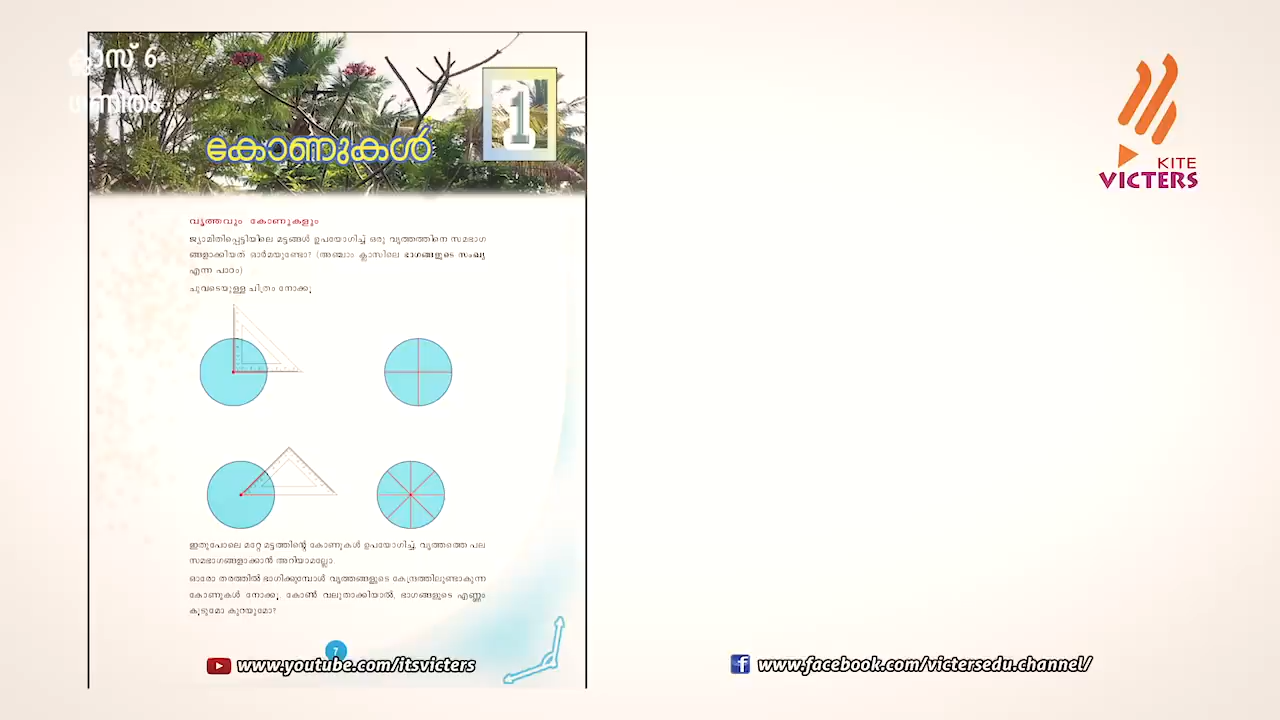 ക്ലാസ് 6
ഗണിതം
1
കോണുകൾ
KITE
VICTERS
വൃത്തവും കോണുകളും
ജ്യാമിതിപ്പെട്ടിയിലെ മട്ടങ്ങൾ ഉപയോഗിച്ച് ഒരു വൃത്തത്തിനെ സമഭാഗ
ങ്ങളാക്കിയത് ഓർമയുണ്ടോ? (അഞ്ചാം ക്ലാസിലെ ഭാഗങ്ങളുടെ സംഖ്യ
എന്ന പാഠം)
ചുവടെയുള്ള ചിത്രം നോക്കൂ
ഇതുപോലെ മറ്റേ മട്ടത്തിന്റെ കോണുകൾ ഉപയോഗിച്ച്, വൃത്തത്തെ പല
സമഭാഗങ്ങളാക്കാൻ അറിയാമല്ലോ.
ഓരോ തരത്തിൽ ഭാഗിക്കുമ്പോൾ വൃത്തങ്ങളുടെ കേന്ദ്രത്തിലുണ്ടാകുന്ന
കോണുകൾ നോക്കൂ. കോൺ വലുതാക്കിയാൽ, ഭാഗങ്ങളുടെ എണ്ണം
കൂടുമോ കുറയുമോ?
7
www.youtube.com/itsvicters
www.facebook.com/victersedu.channel/